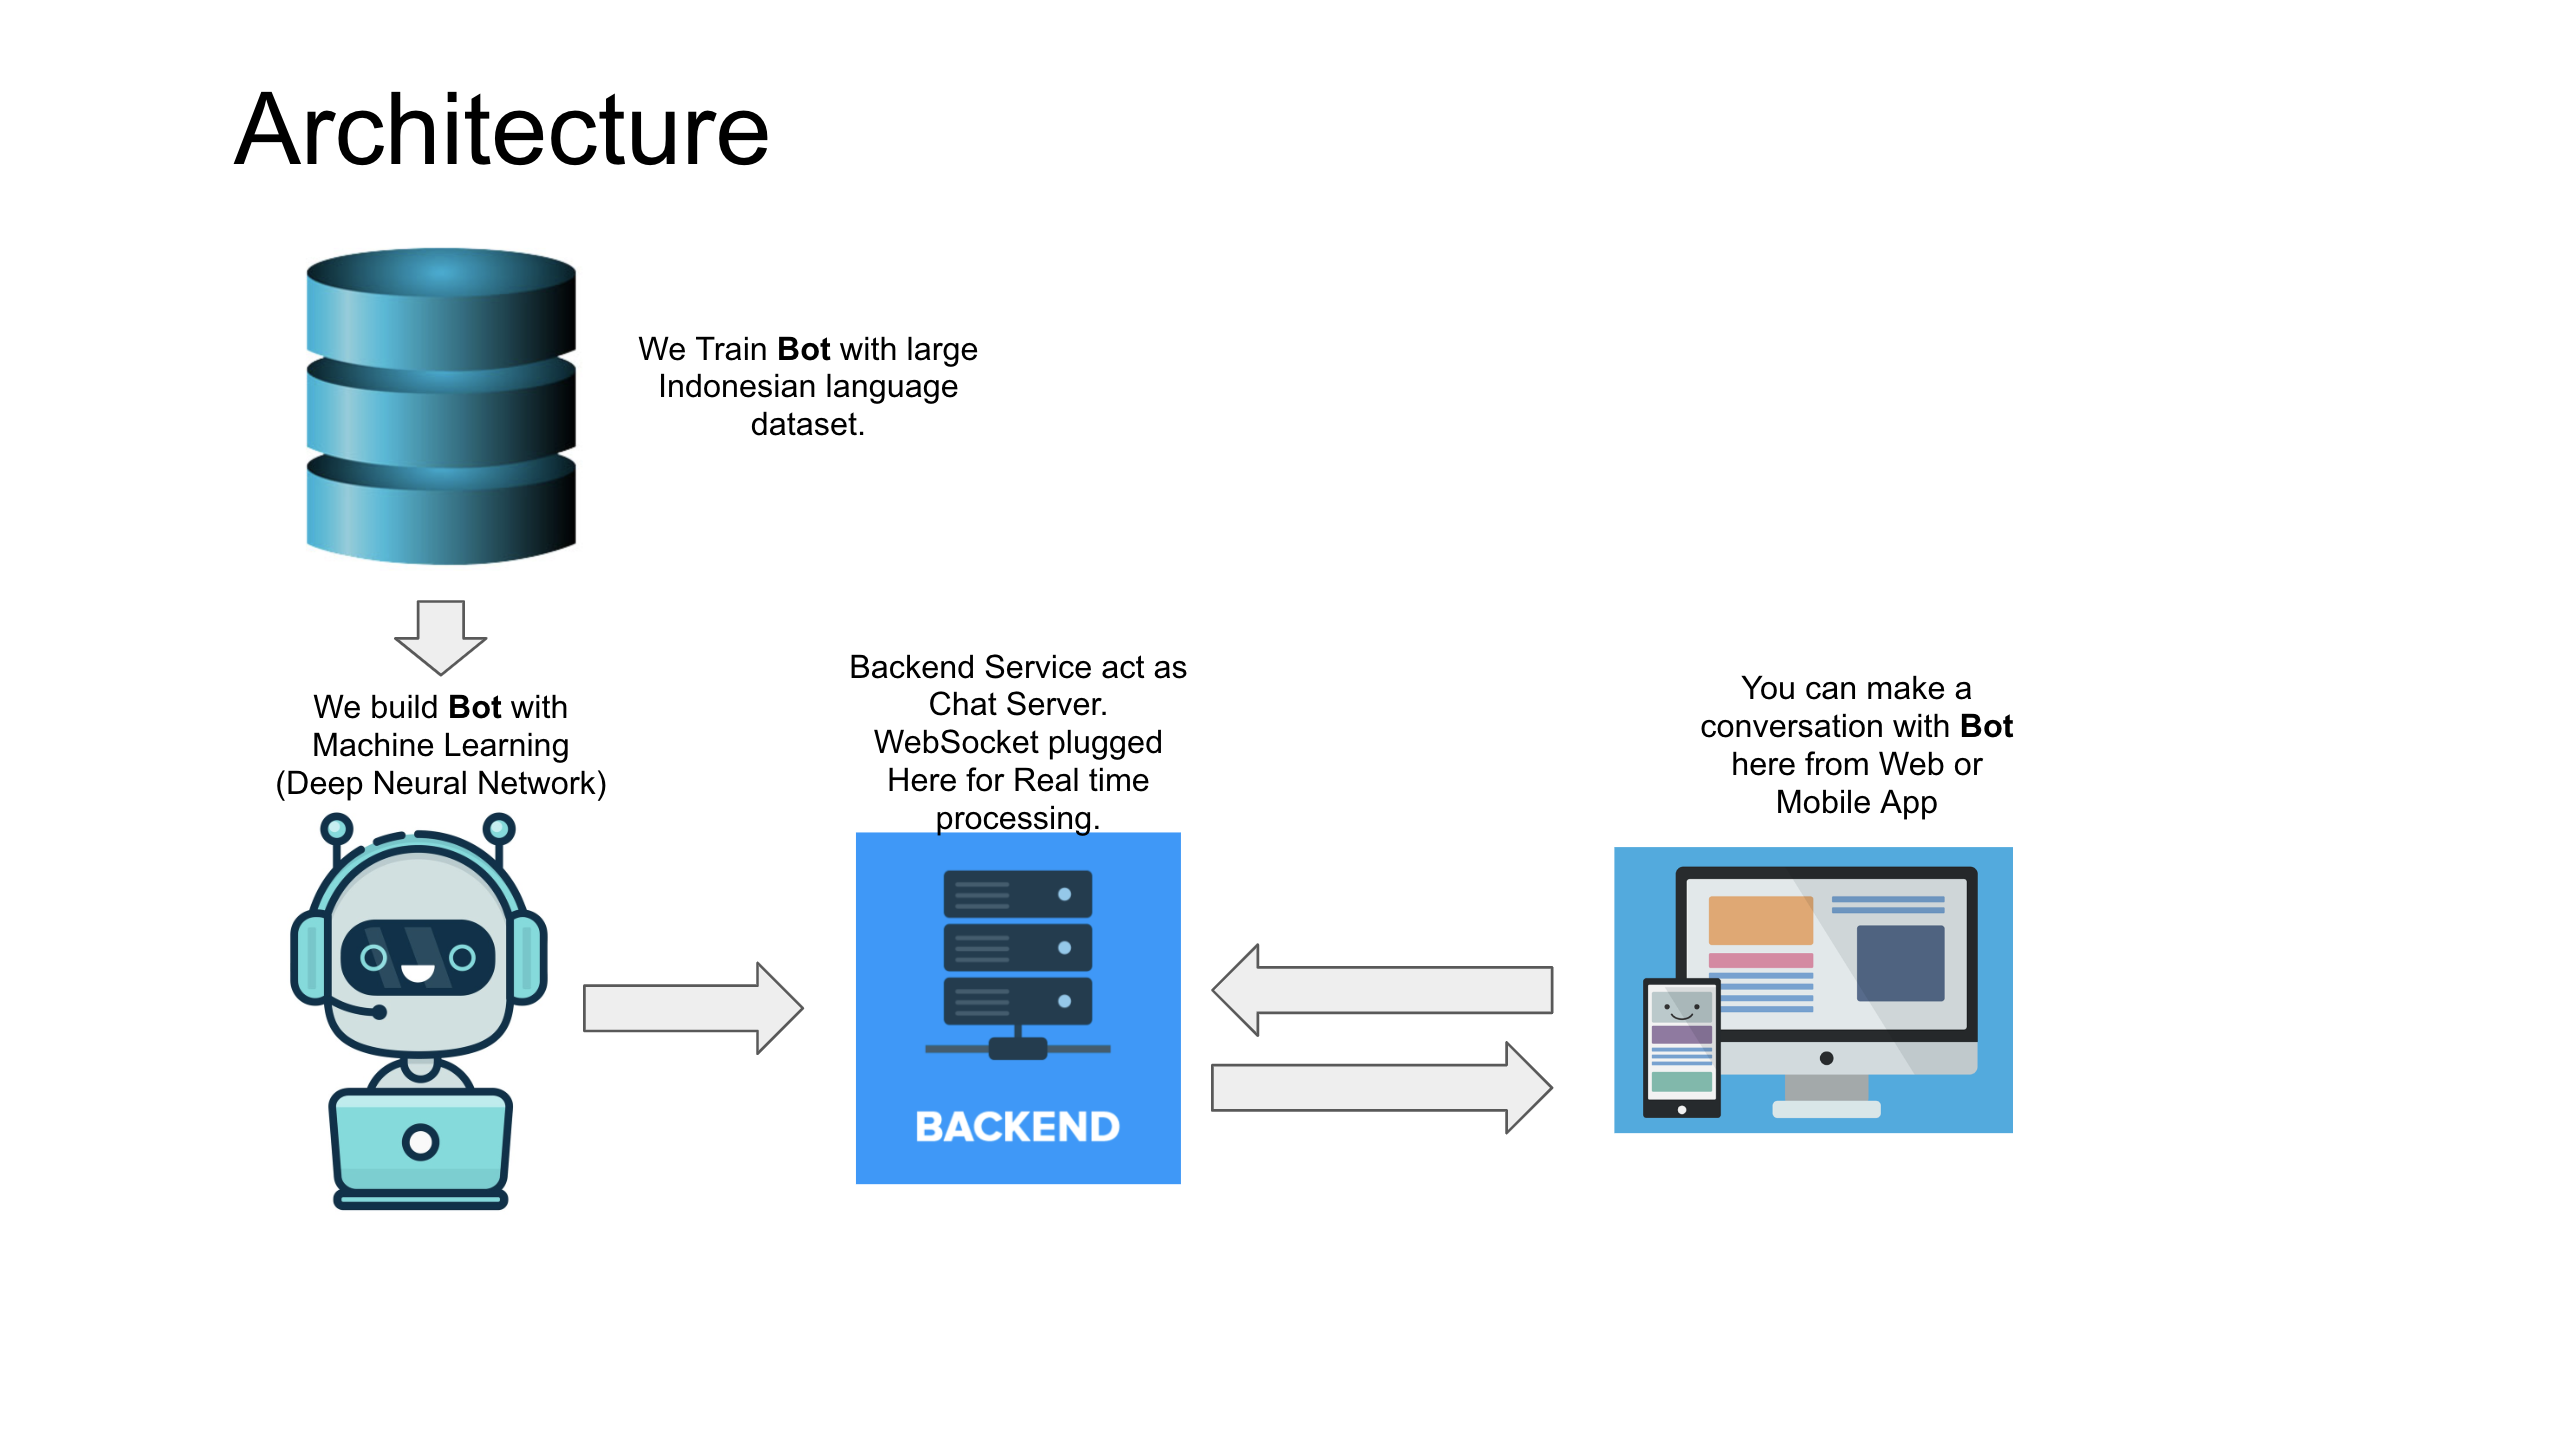 Architecture
We Train Bot with large
Indonesian language
dataset.
We build Bot with
Machine Learning
(Deep Neural Network)
Backend Service act as
Chat Server.
WebSocket plugged
Here for Real time
processing.
BACKEND
You can make a
conversation with Bot
here from Web or
Mobile App